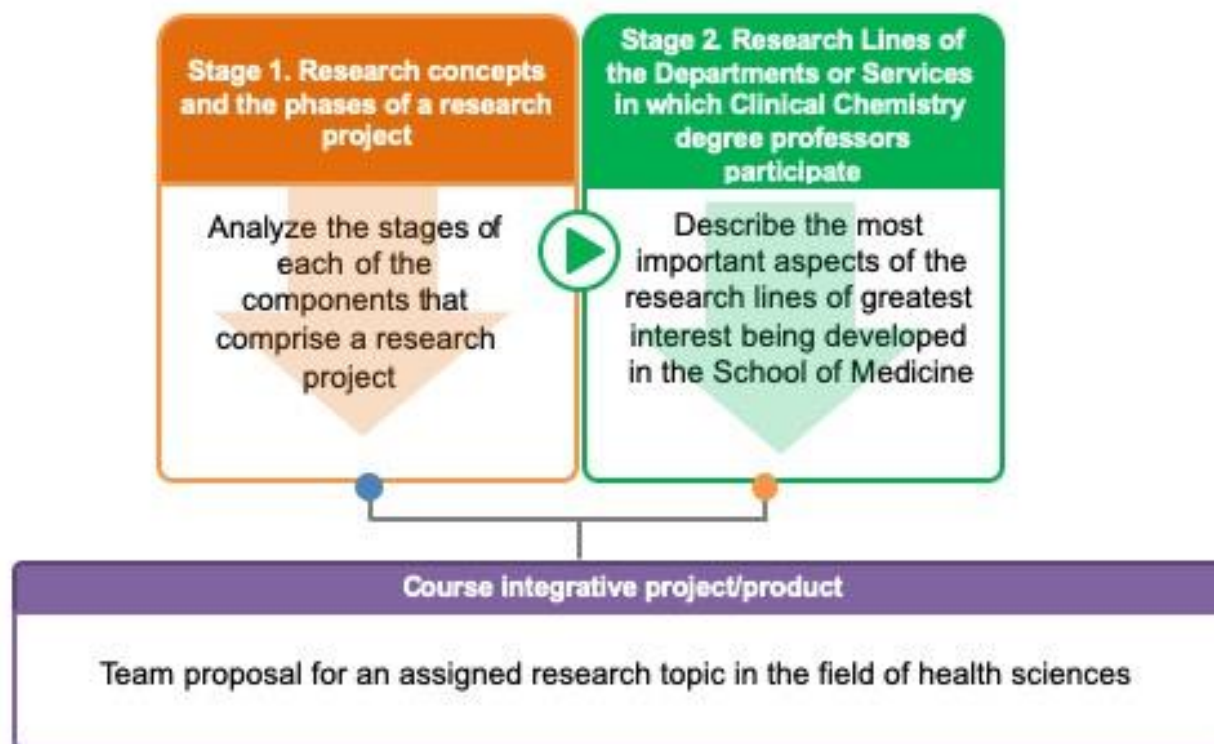 Stage 1. Research concepts
and the phases of a research
project
Analyze the stages of
each of the
components that
comprise a research
project
Stage 2. Research Lines of
the Departments or Services
in which Clinical Chemistry
degree professors
participate
Describe the most
important aspects of the
research lines of greatest
interest being developed
in the School of Medicine
Course integrative project/product
Team proposal for an assigned research topic in the field of health sciences